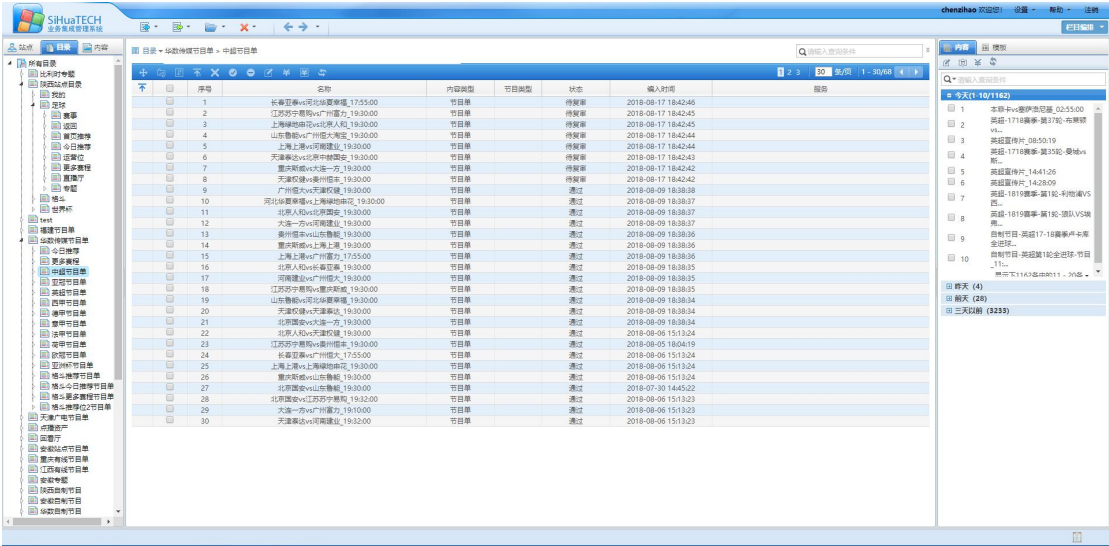 SiHuaTECH
业务集成管理系统
chenzihao 欢迎您! 设置 帮助 注销
栏目编辑
站点 目录 内容
所有目录
比利时专题
陕西站点目录
我的
足球
赛事
返回
首页推荐
今日推荐
运营位
更多赛程
直播厅
专题
格斗
世界杯
test
福建节目单
华数传媒节目单
今日推荐
更多赛程
中超节目单
亚冠节目单
英超节目单
西甲节目单
德甲节目单
意甲节目单
法甲节目单
荷甲节目单
欧冠节目单
亚洲杯节目单
格斗推荐节目单
格斗今日推荐节目单
格斗更多赛程节目单
格斗推荐位2节目单
天津广电节目单
点播资产
回看厅
安徽站点节目单
重庆有线节目单
江西有线节目单
安徽专题
陕西自制节目
安徽自制节目
华数自制节目
目录 华数传媒节目单 > 中超节目单
请输入查询条件
1 2 3 30 条/页 1 - 30/68
序号 名称 内容类型 节目类型 状态 编入时间 服务
1 长春亚泰vs河北华夏幸福_17:55:00 节目单 待复审 2018-08-17 18:42:46
2 江苏苏宁易购vs广州富力_19:30:00 节目单 待复审 2018-08-17 18:42:45
3 上海绿地申花vs北京人和_19:30:00 节目单 待复审 2018-08-17 18:42:45
4 山东鲁能vs广州恒大淘宝_19:30:00 节目单 待复审 2018-08-17 18:42:44
5 上海上港vs河南建业_19:30:00 节目单 待复审 2018-08-17 18:42:44
6 天津泰达vs北京中赫国安_19:30:00 节目单 待复审 2018-08-17 18:42:42
7 重庆斯威vs大连一方_19:30:00 节目单 待复审 2018-08-17 18:42:42
8 天津权健vs贵州恒丰_19:30:00 节目单 待复审 2018-08-17 18:42:42
9 广州恒大vs天津权健_19:30:00 节目单 通过 2018-08-09 18:38:38
10 河北华夏幸福vs上海绿地申花_19:30:00 节目单 通过 2018-08-09 18:38:37
11 北京人和vs北京国安_19:30:00 节目单 通过 2018-08-09 18:38:37
12 大连一方vs河南建业_19:30:00 节目单 通过 2018-08-09 18:38:37
13 贵州恒丰vs山东鲁能_19:30:00 节目单 通过 2018-08-09 18:38:36
14 重庆斯威vs上海上港_19:30:00 节目单 通过 2018-08-09 18:38:36
15 上海上港vs广州富力_17:55:00 节目单 通过 2018-08-09 18:38:36
16 北京人和vs长春亚泰_19:30:00 节目单 通过 2018-08-09 18:38:35
17 河南建业vs广州恒大_19:30:00 节目单 通过 2018-08-09 18:38:35
18 江苏苏宁易购vs重庆斯威_19:30:00 节目单 通过 2018-08-09 18:38:35
19 山东鲁能vs河北华夏幸福_19:30:00 节目单 通过 2018-08-09 18:38:34
20 天津权健vs天津泰达_19:30:00 节目单 通过 2018-08-09 18:38:34
21 北京国安vs大连一方_19:30:00 节目单 通过 2018-08-09 18:38:34
22 北京人和vs天津权健_19:30:00 节目单 通过 2018-08-06 15:13:24
23 江苏苏宁易购vs贵州恒丰_19:30:00 节目单 通过 2018-08-05 18:04:19
24 长春亚泰vs广州恒大_17:55:00 节目单 通过 2018-08-06 15:13:24
25 上海上港vs上海绿地申花_19:30:00 节目单 通过 2018-08-06 15:13:24
26 重庆斯威vs山东鲁能_19:30:00 节目单 通过 2018-08-06 15:13:24
27 北京国安vs山东鲁能_19:30:00 节目单 通过 2018-07-30 14:45:22
28 北京国安vs江苏苏宁易购_19:32:00 节目单 通过 2018-08-06 15:13:23
29 大连一方vs广州富力_19:10:00 节目单 通过 2018-08-06 15:13:23
30 天津泰达vs河南建业_19:32:00 节目单 通过 2018-08-06 15:13:23
内容 模板
请输入查询条件
今天(1-10/1162)
1 本菲卡vs塞萨洛尼基_02:55:00
2 英超-1718赛季-第37轮-布莱顿
vs...
3 英超宣传片_08:50:19
4 英超-1718赛季-第35轮-曼城vs
斯...
5 英超宣传片_14:41:26
6 英超宣传片_14:28:09
7 英超-1819赛季-第1轮-利物浦VS
西...
8 英超-1819赛季-第1轮-狼队VS埃
弗...
9 自制节目-英超17-18赛季卢卡库
全进球...
10 自制节目-英超第1轮全进球-节目
_11:...
显示下1162条中的11 - 20条
昨天 (4)
前天 (28)
三天以前 (3233)